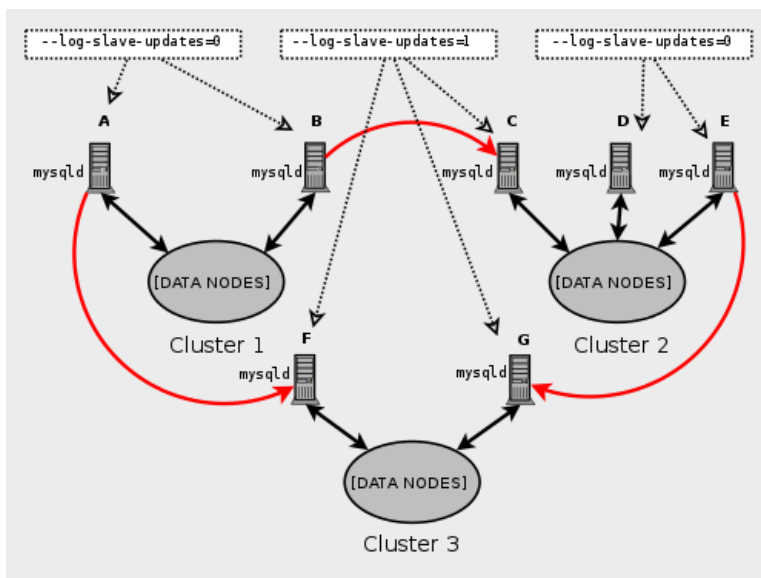 --log-slave-updates=0
--log-slave-updates=1
--log-slave-updates=0
A
B
C
D
E
mysqld
mysqld
mysqld
mysqld
mysqld
[DATA NODES]
[DATA NODES]
Cluster 1
Cluster 2
F
G
mysqld
mysqld
[DATA NODES]
Cluster 3